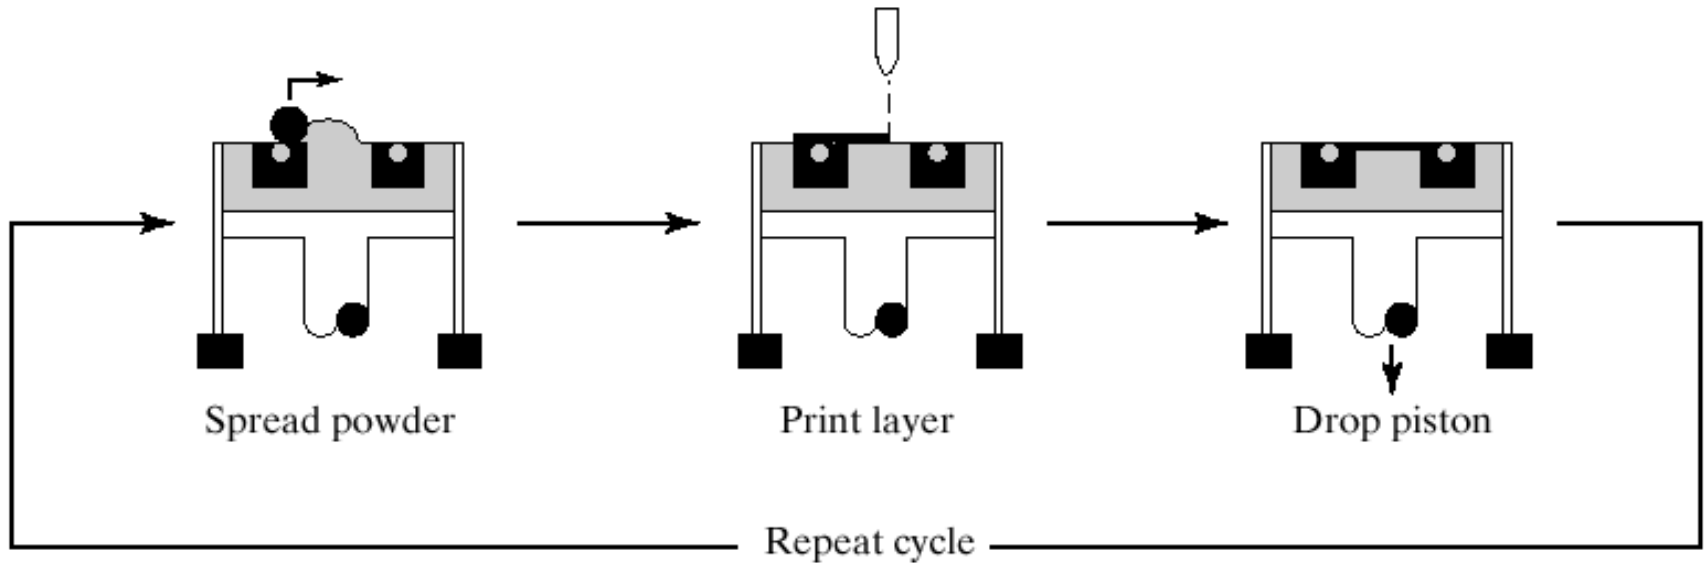 Spread powder
Print layer
Drop piston
Repeat cycle